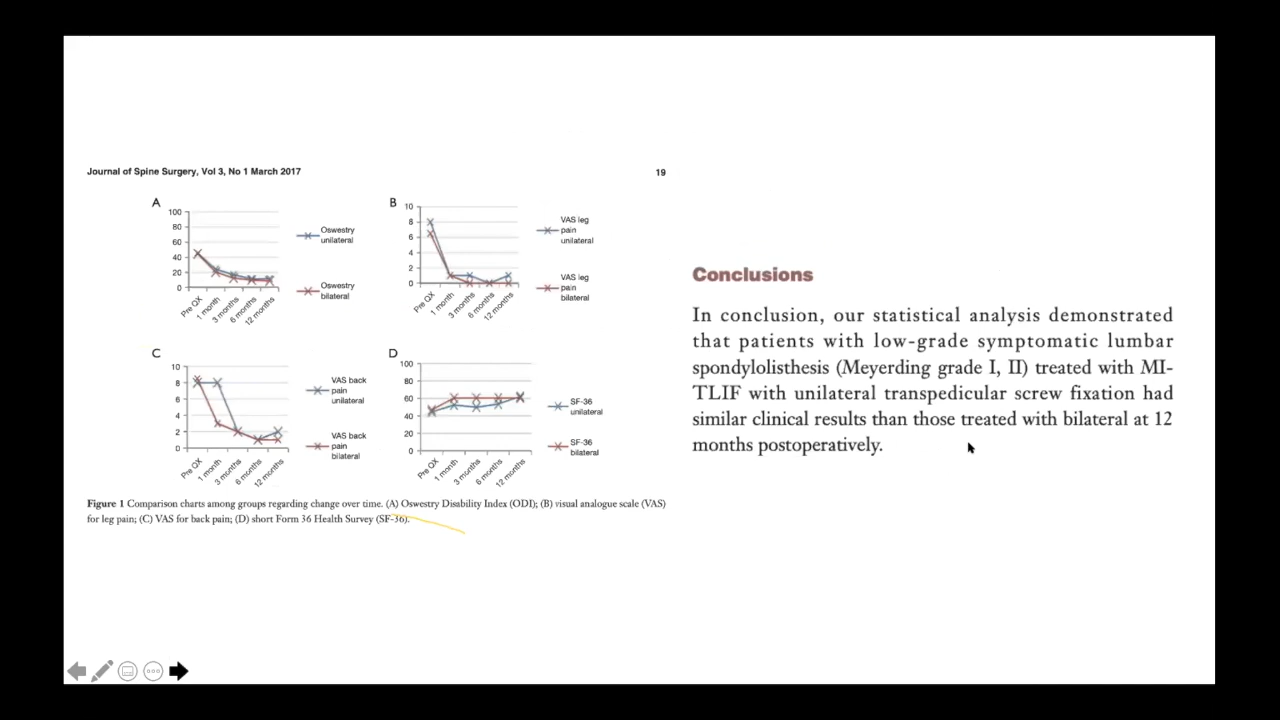 Journal of Spine Surgery, Vol 3, No 1 March 2017
19
A
100
80
60
40
20
0
Pre QX
1 month
3 months
6 months
12 months
Oswestry
unilateral
Oswestry
bilateral
B
10
8
6
4
2
0
Pre QX
1 month
3 months
6 months
12 months
VAS leg
pain
unilateral
VAS leg
pain
bilateral
C
10
8
6
4
2
0
Pre QX
1 month
3 months
6 months
12 months
VAS back
pain
unilateral
VAS back
pain
bilateral
D
100
80
60
40
20
0
Pre QX
1 month
3 months
6 months
12 months
SF-36
unilateral
SF-36
bilateral
Figure 1 Comparison charts among groups regarding change over time. (A) Oswestry Disability Index (ODI); (B) visual analogue scale (VAS)
for leg pain; (C) VAS for back pain; (D) short Form 36 Health Survey (SF-36).
Conclusions
In conclusion, our statistical analysis demonstrated
that patients with low-grade symptomatic lumbar
spondylolisthesis (Meyerding grade I, II) treated with MI-
TLIF with unilateral transpedicular screw fixation had
similar clinical results than those treated with bilateral at 12
months postoperatively.